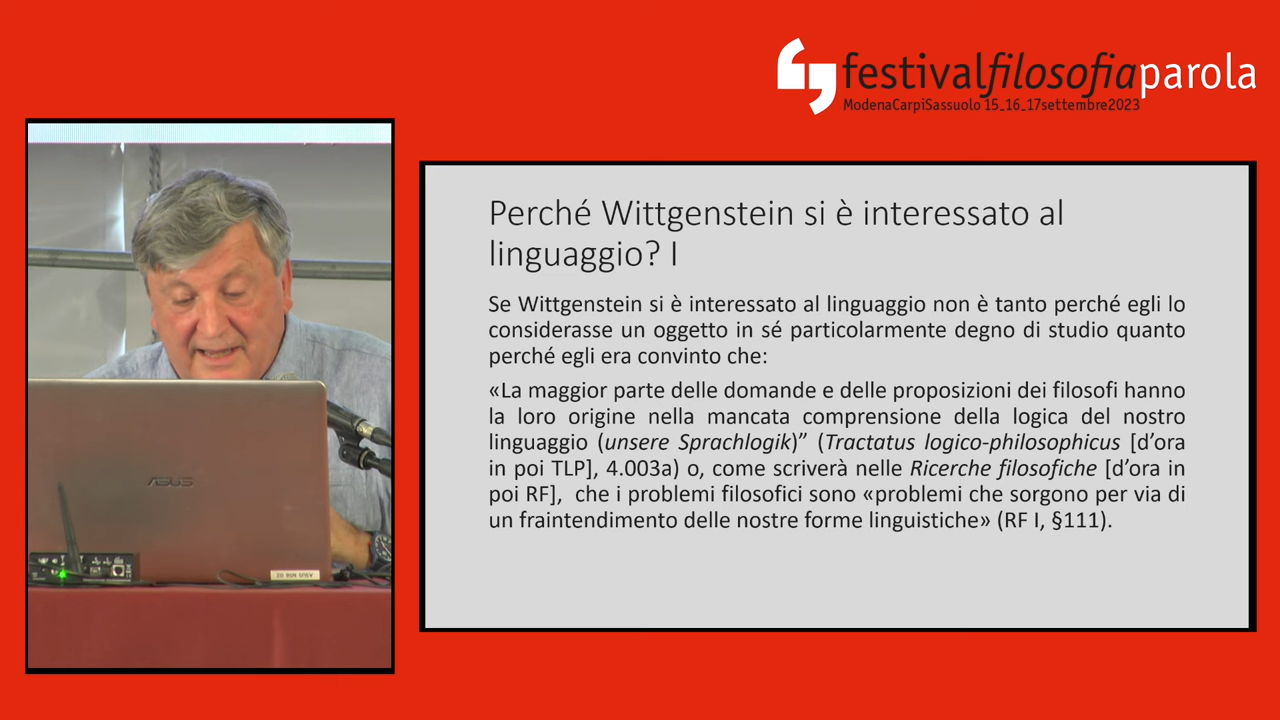 festivalfilosofiaparola
ModenaCarpiSassuolo 15_16_17settembre2023
Perché Wittgenstein si è interessato al
linguaggio? I
Se Wittgenstein si è interessato al linguaggio non è tanto perché egli lo
considerasse un oggetto in sé particolarmente degno di studio quanto
perché egli era convinto che:
«La maggior parte delle domande e delle proposizioni dei filosofi hanno
la loro origine nella mancata comprensione della logica del nostro
linguaggio (unsere Sprachlogik)” (Tractatus logico-philosophicus [d’ora
in poi TLP], 4.003a) o, come scriverà nelle Ricerche filosofiche [d’ora in
poi RF], che i problemi filosofici sono «problemi che sorgono per via di
un fraintendimento delle nostre forme linguistiche» (RF I, §111).
ASUS